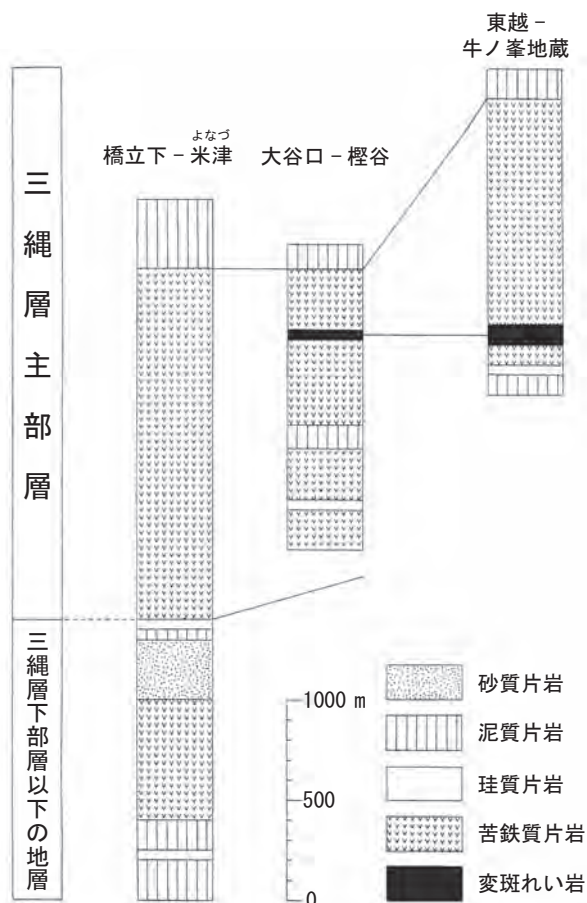 東越 –
牛ノ峯地蔵
よなづ
橋立下 – 米津
大谷口 – 樫谷
三縄層主部層
三縄層下部層以下の地層
1000 m
500
0
砂質片岩
泥質片岩
珪質片岩
苦鉄質片岩
変斑れい岩